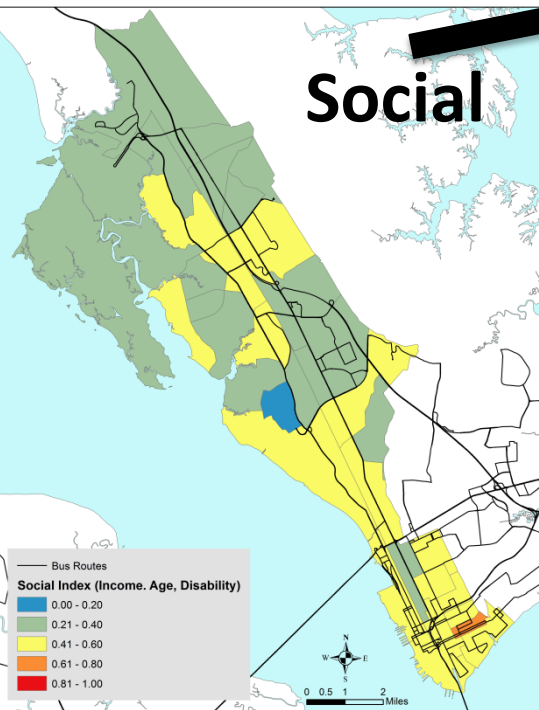 Social
Bus Routes
Social Index (Income. Age, Disability)
0.00 - 0.20
0.21 - 0.40
0.41 - 0.60
0.61 - 0.80
0.81 - 1.00
N
W E
S
0 0.5 1 2
Miles